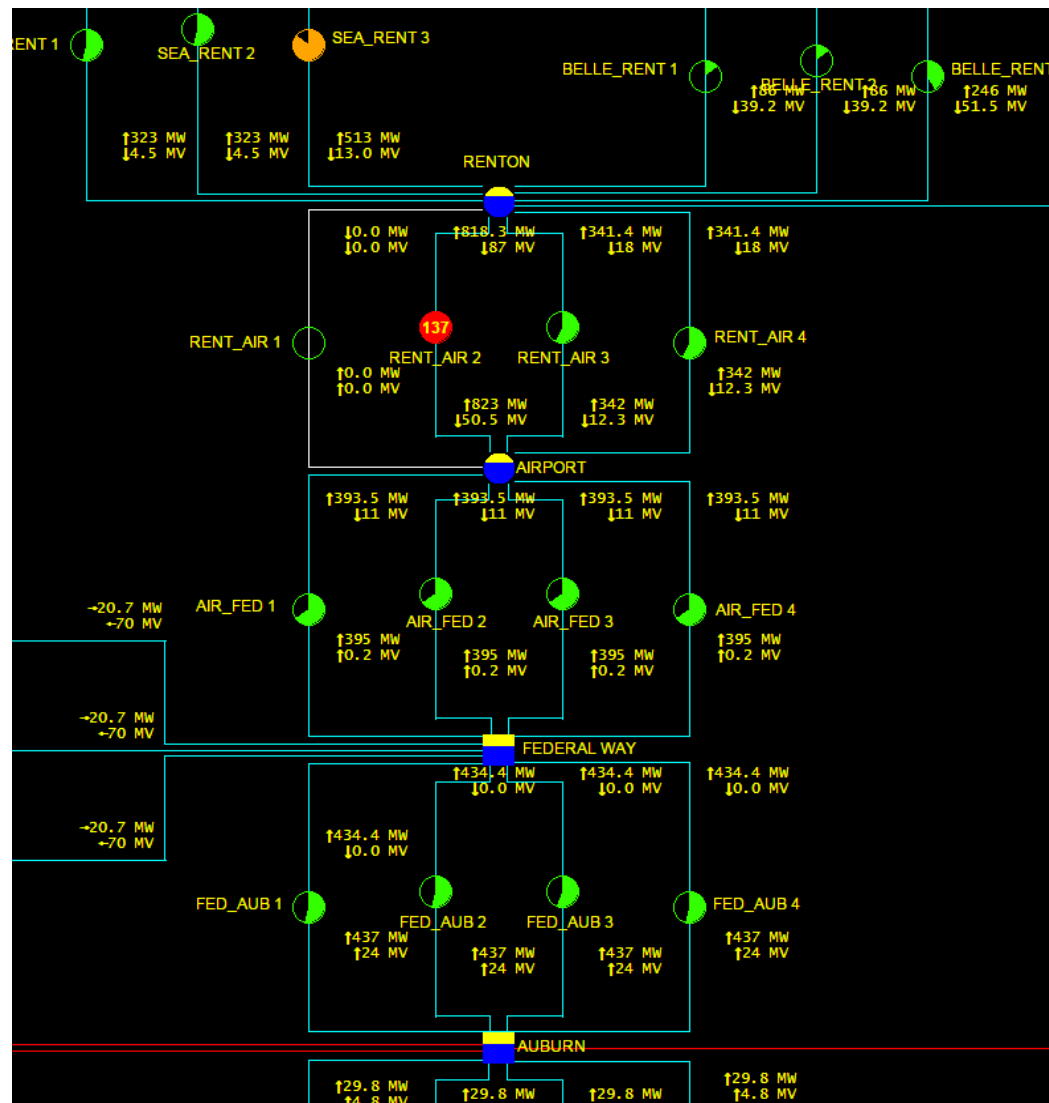 SEA_RENT 3
SEA_RENT 2
BELLE_RENT 1
BELLE_RENT 2
BELLE_RENT
ENT 1
↑86 MW
↓39.2 MV
↑86 MW
↓39.2 MV
↑246 MW
↓51.5 MV
↑323 MW
↓4.5 MV
↑323 MW
↓4.5 MV
↑513 MW
↓13.0 MV
RENTON
↓0.0 MW
↓0.0 MV
↑818.3 MW
↓87 MV
↑341.4 MW
↓18 MV
↑341.4 MW
↓18 MV
RENT_AIR 1
137
RENT_AIR 2
RENT_AIR 3
RENT_AIR 4
↑0.0 MW
↑0.0 MV
↑342 MW
↓12.3 MV
↑823 MW
↓50.5 MV
↑342 MW
↓12.3 MV
AIRPORT
↑393.5 MW
↓11 MV
↑393.5 MW
↓11 MV
↑393.5 MW
↓11 MV
↑393.5 MW
↓11 MV
→20.7 MW
←70 MV
AIR_FED 1
AIR_FED 2
AIR_FED 3
AIR_FED 4
↑395 MW
↑0.2 MV
↑395 MW
↑0.2 MV
↑395 MW
↑0.2 MV
↑395 MW
↑0.2 MV
→20.7 MW
←70 MV
FEDERAL WAY
↑434.4 MW
↓0.0 MV
↑434.4 MW
↓0.0 MV
↑434.4 MW
↓0.0 MV
→20.7 MW
←70 MV
↑434.4 MW
↓0.0 MV
FED_AUB 1
FED_AUB 2
FED_AUB 3
FED_AUB 4
↑437 MW
↑24 MV
↑437 MW
↑24 MV
↑437 MW
↑24 MV
↑437 MW
↑24 MV
AUBURN
↑29.8 MW
↑4.8 MV
↑29.8 MW
↑29.8 MW
↑29.8 MW
↑4.8 MV